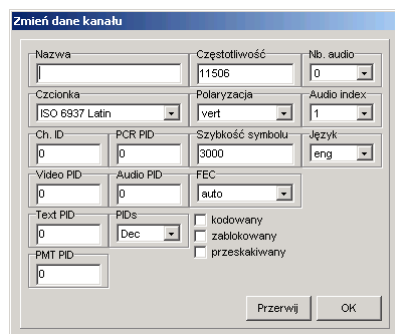 Zmień dane kanału
Nazwa Częstotliwość Nb. audio
11506 0
Czcionka Polaryzacja Audio index
ISO 6937 Latin vert 1
Ch. ID PCR PID Szybkość symbolu Język
0 0 3000 eng
Video PID Audio PID FEC
0 0 auto
Text PID PIDs kodowany
0 Dec zablokowany
PMT PID przeskakiwany
0
Przerwij OK